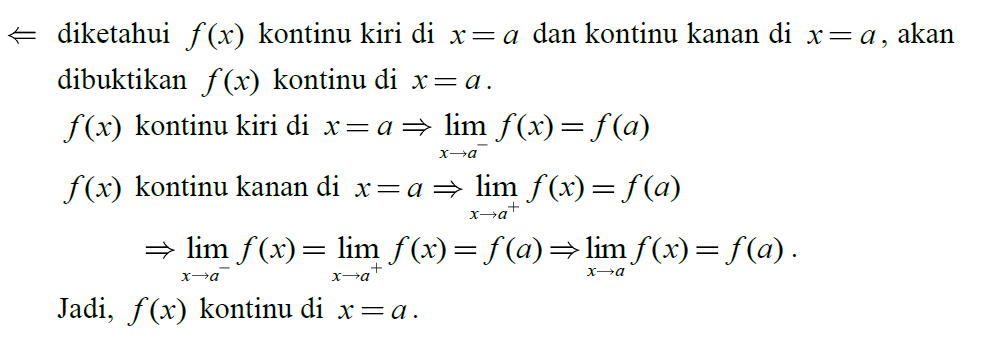 ⇐ diketahui f(x) kontinu kiri di x = a dan kontinu kanan di x = a, akan
dibuktikan f(x) kontinu di x = a.
f(x) kontinu kiri di x = a ⇒ lim_{x→a⁻} f(x) = f(a)
f(x) kontinu kanan di x = a ⇒ lim_{x→a⁺} f(x) = f(a)
⇒ lim_{x→a⁻} f(x) = lim_{x→a⁺} f(x) = f(a) ⇒ lim_{x→a} f(x) = f(a).
Jadi, f(x) kontinu di x = a.